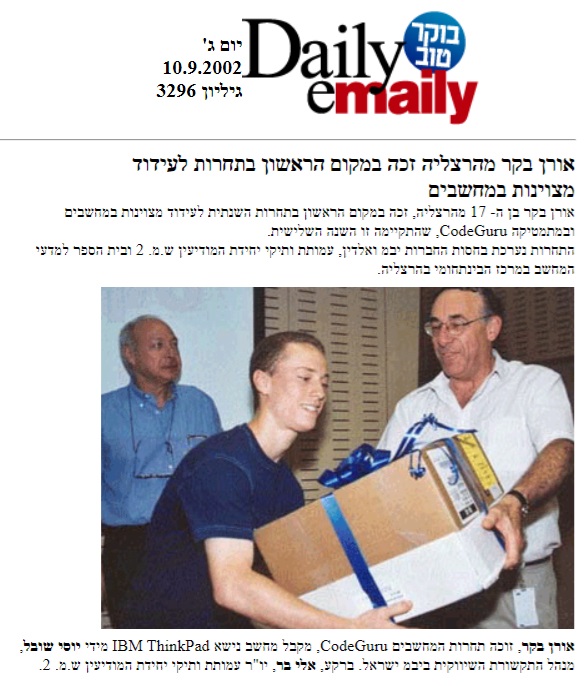 בוקר
טוב
Daily
emaily
יום ג'
10.9.2002
גיליון 3296
אורן בקר מהרצליה זכה במקום הראשון בתחרות לעידוד
מצוינות במחשבים
אורן בקר בן ה- 17 מהרצליה, זכה במקום הראשון בתחרות השנתית לעידוד מצוינות במחשבים
ובמתמטיקה CodeGuru, שהתקיימה זו השנה השלישית.
התחרות נערכת בחסות החברות יבמ ואלדין, עמותת ותיקי יחידת המודיעין ש.מ. 2 ובית הספר למדעי
המחשב במרכז הבינתחומי בהרצליה.
אורן בקר, זוכה תחרות המחשבים CodeGuru, מקבל מחשב נישא IBM ThinkPad מידי יוסי שובל,
מנהל התקשורת השיווקית ביבמ ישראל. ברקע, אלי בר, יו"ר עמותת ותיקי יחידת המודיעין ש.מ. 2.